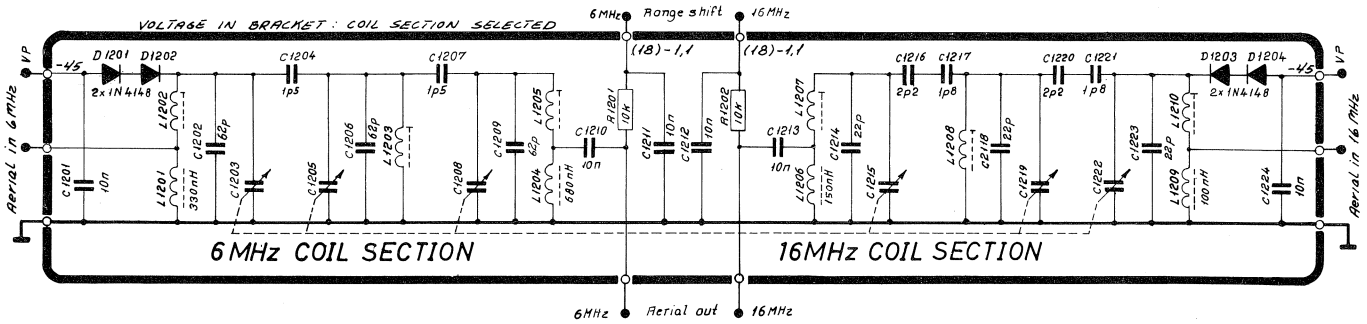 VOLTAGE IN BRACKET: COIL SECTION SELECTED
6MHz Range shift 16MHz
(18)-1,1 (18)-1,1
VP -45 D1201 D1202 2x1N4148
C1204 1p5
C1207 1p5
L1202
C1202 62p
C1206 62p
L1203
C1209 62p
L1205
C1210 10n
R1201 10k
C1211 10n
C1212 10n
R1202 10k
C1213 10n
L1207
C1214 22p
C1216 2p2
C1217 1p8
C1220 2p2
C1221 1p8
D1203 D1204 -45 VP
2x1N4148
L1210
Aerial in 6MHz
C1201 10n
L1201 330nH
C1203
C1205
C1208
L1204 680nH
L1206 150nH
C1215
L1208
C2118 22p
C1219
C1222
C1223 22p
L1209 100nH
C1224 10n
Aerial in 16MHz
6MHz COIL SECTION
16MHz COIL SECTION
6MHz Aerial out 16MHz